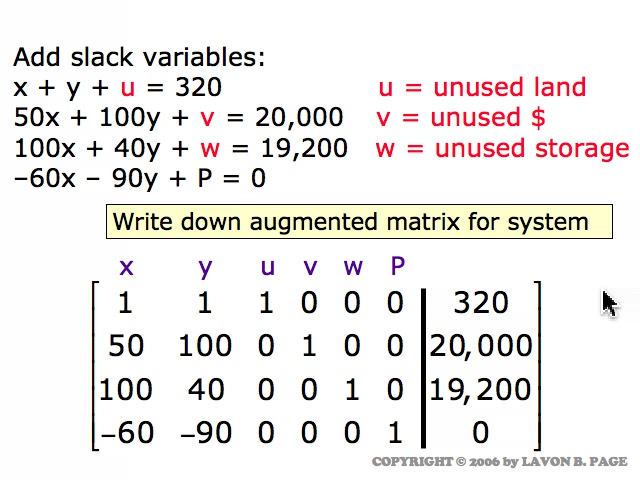 Add slack variables:
x + y + u = 320 u = unused land
50x + 100y + v = 20,000 v = unused $
100x + 40y + w = 19,200 w = unused storage
–60x – 90y + P = 0
Write down augmented matrix for system
x y u v w P
1 1 1 0 0 0 320
50 100 0 1 0 0 20,000
100 40 0 0 1 0 19,200
–60 –90 0 0 0 1 0
COPYRIGHT © 2006 by LAVON B. PAGE